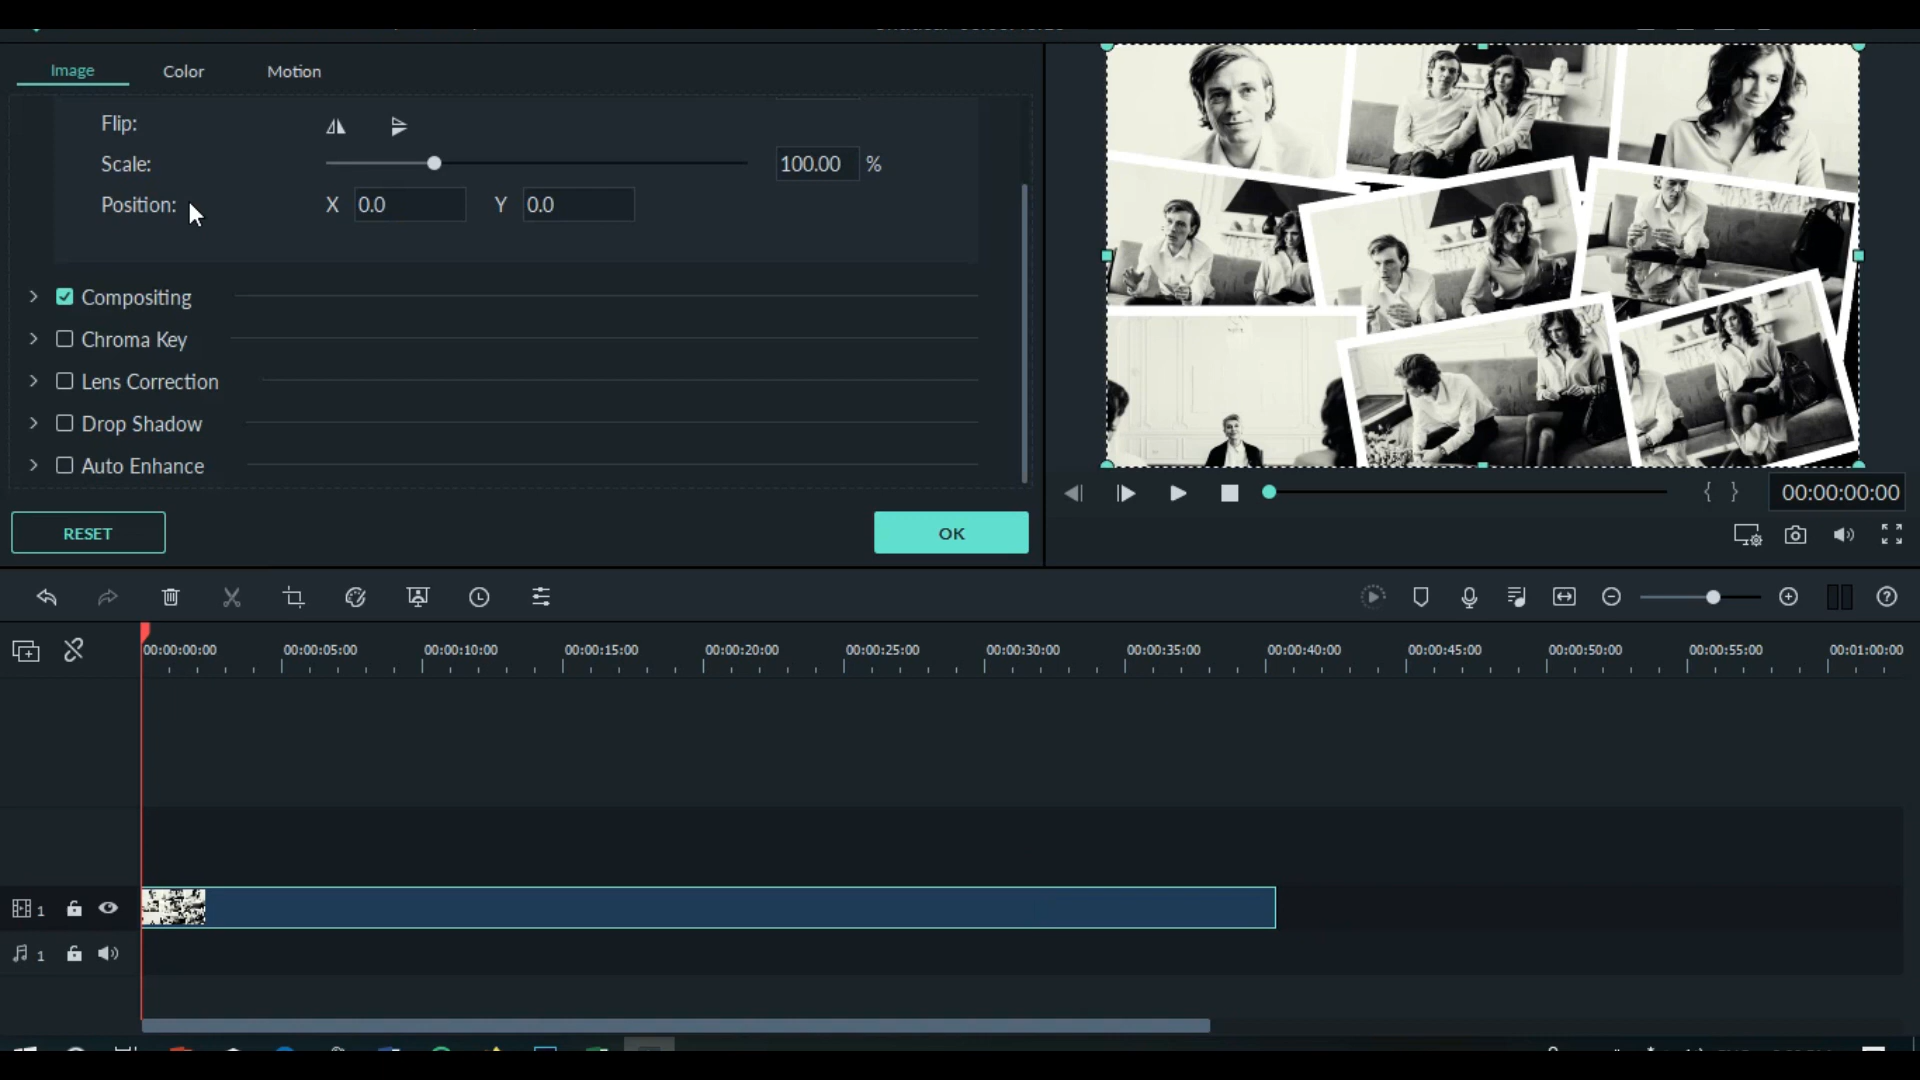 Image Color Motion
Flip:
Scale: 100.00 %
Position: X 0.0 Y 0.0
Compositing
Chroma Key
Lens Correction
Drop Shadow
Auto Enhance
RESET OK
{ } 00:00:00:00
00:00:00:00 00:00:05:00 00:00:10:00 00:00:15:00 00:00:20:00 00:00:25:00 00:00:30:00 00:00:35:00 00:00:40:00 00:00:45:00 00:00:50:00 00:00:55:00 00:01:00:00
1
1